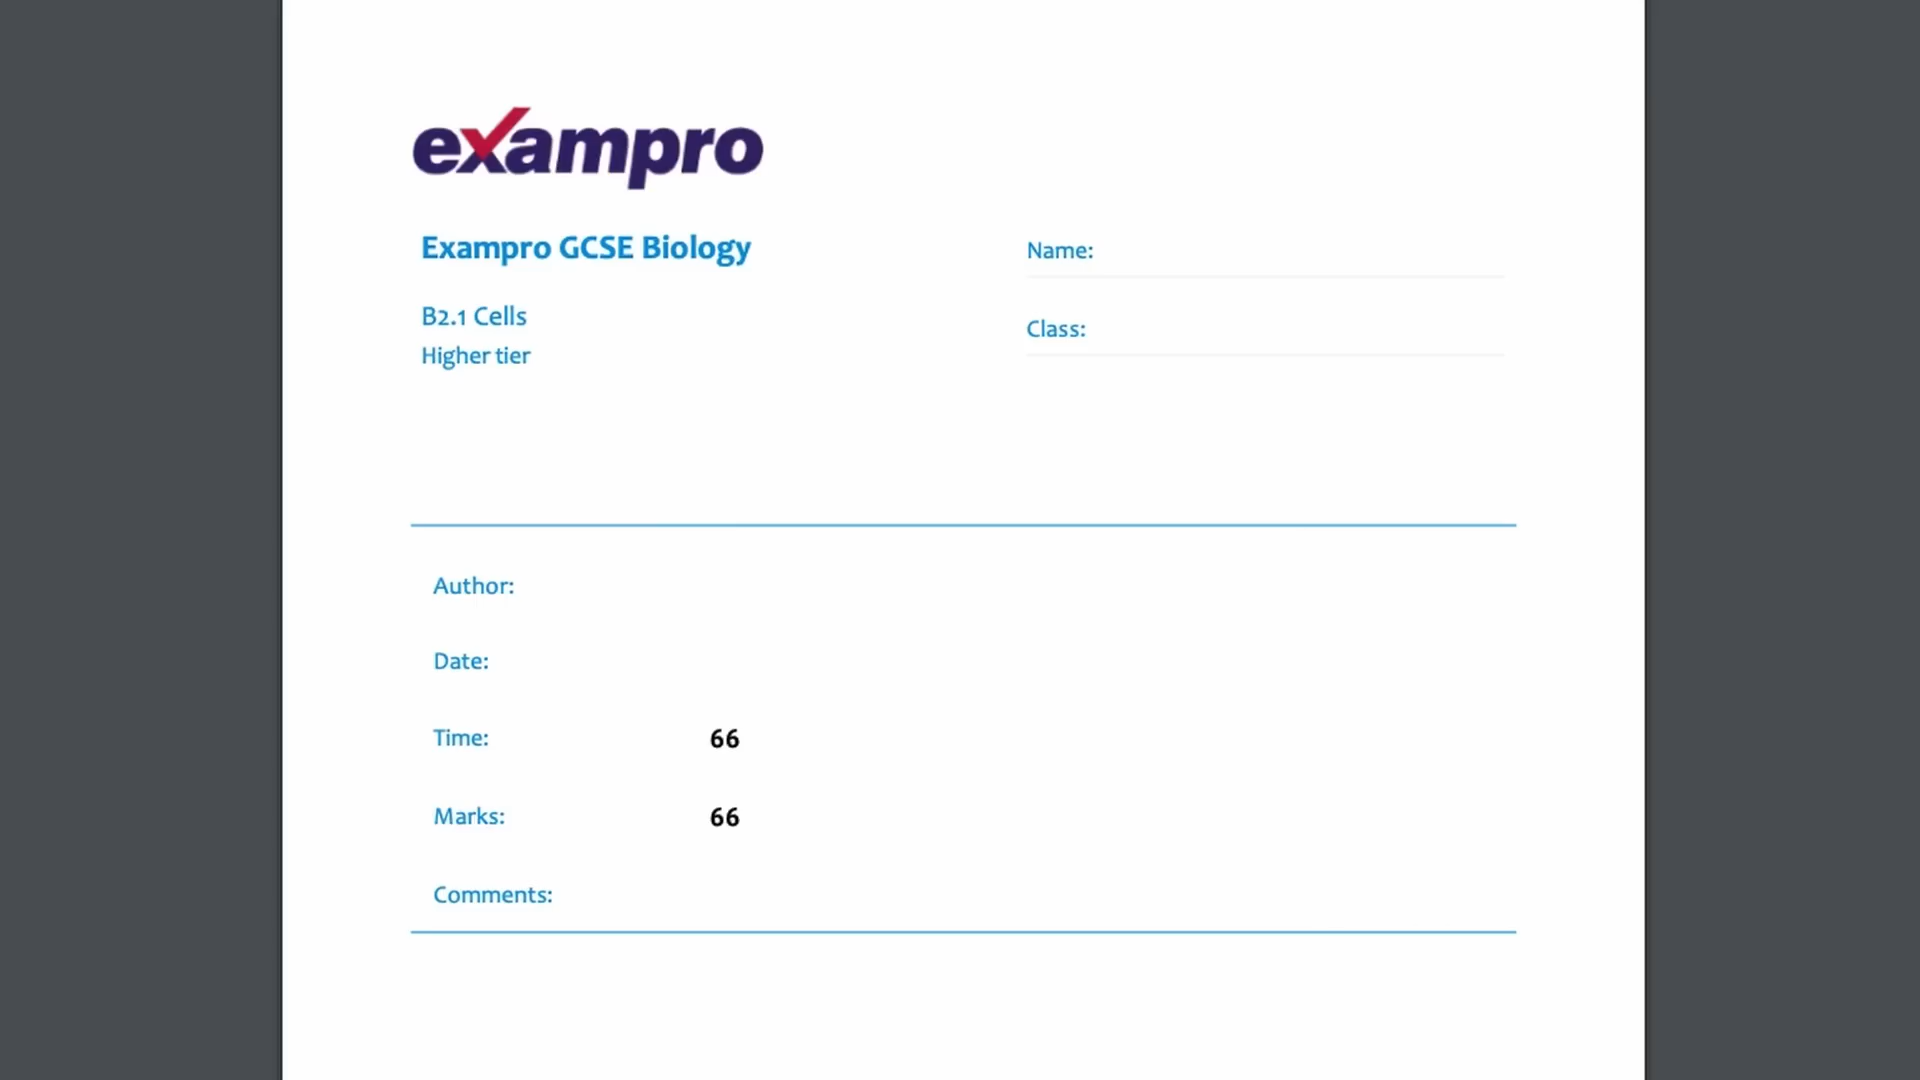 exampro
Exampro GCSE Biology
Name:
B2.1 Cells
Class:
Higher tier
Author:
Date:
Time: 66
Marks: 66
Comments: